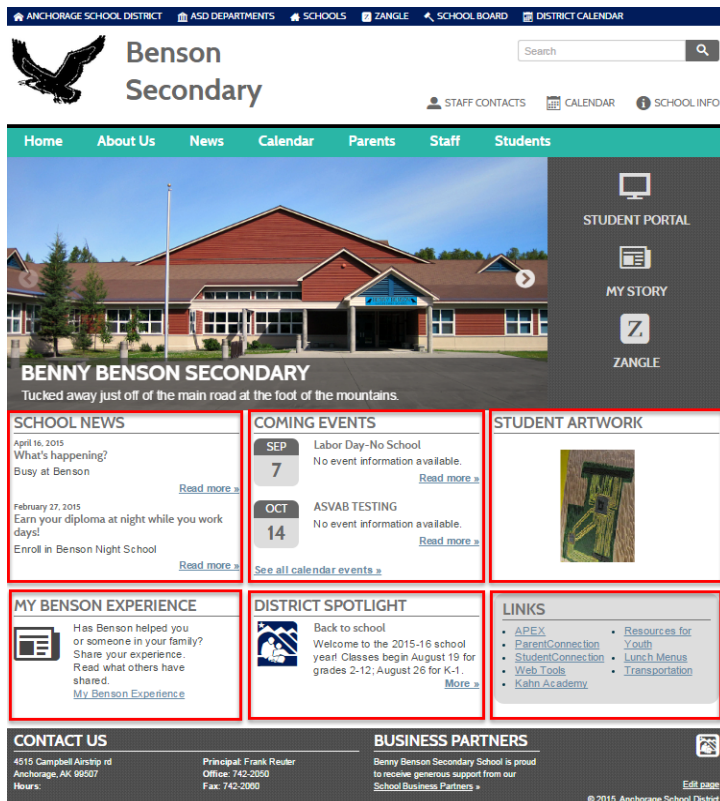 ANCHORAGE SCHOOL DISTRICT ASD DEPARTMENTS SCHOOLS Z ZANGLE SCHOOL BOARD DISTRICT CALENDAR
Benson
Secondary
Search
STAFF CONTACTS CALENDAR SCHOOL INFO
Home About Us News Calendar Parents Staff Students
STUDENT PORTAL
MY STORY
Z
ZANGLE
BENNY BENSON SECONDARY
Tucked away just off of the main road at the foot of the mountains.
SCHOOL NEWS
April 16, 2015
What's happening?
Busy at Benson
Read more »
February 27, 2015
Earn your diploma at night while you work
days!
Enroll in Benson Night School
Read more »
COMING EVENTS
SEP
7
Labor Day-No School
No event information available.
Read more »
OCT
14
ASVAB TESTING
No event information available.
Read more »
See all calendar events »
STUDENT ARTWORK
MY BENSON EXPERIENCE
Has Benson helped you
or someone in your family?
Share your experience.
Read what others have
shared.
My Benson Experience
DISTRICT SPOTLIGHT
Back to school
Welcome to the 2015-16 school
year! Classes begin August 19 for
grades 2-12; August 26 for K-1.
More »
LINKS
APEX
ParentConnection
StudentConnection
Web Tools
Kahn Academy
Resources for
Youth
Lunch Menus
Transportation
CONTACT US
4515 Campbell Airstrip rd
Anchorage, AK 99507
Hours:
Principal: Frank Reuter
Office: 742-2050
Fax: 742-2060
BUSINESS PARTNERS
Benny Benson Secondary School is proud
to receive generous support from our
School Business Partners »
Edit page
© 2015 Anchorage School District